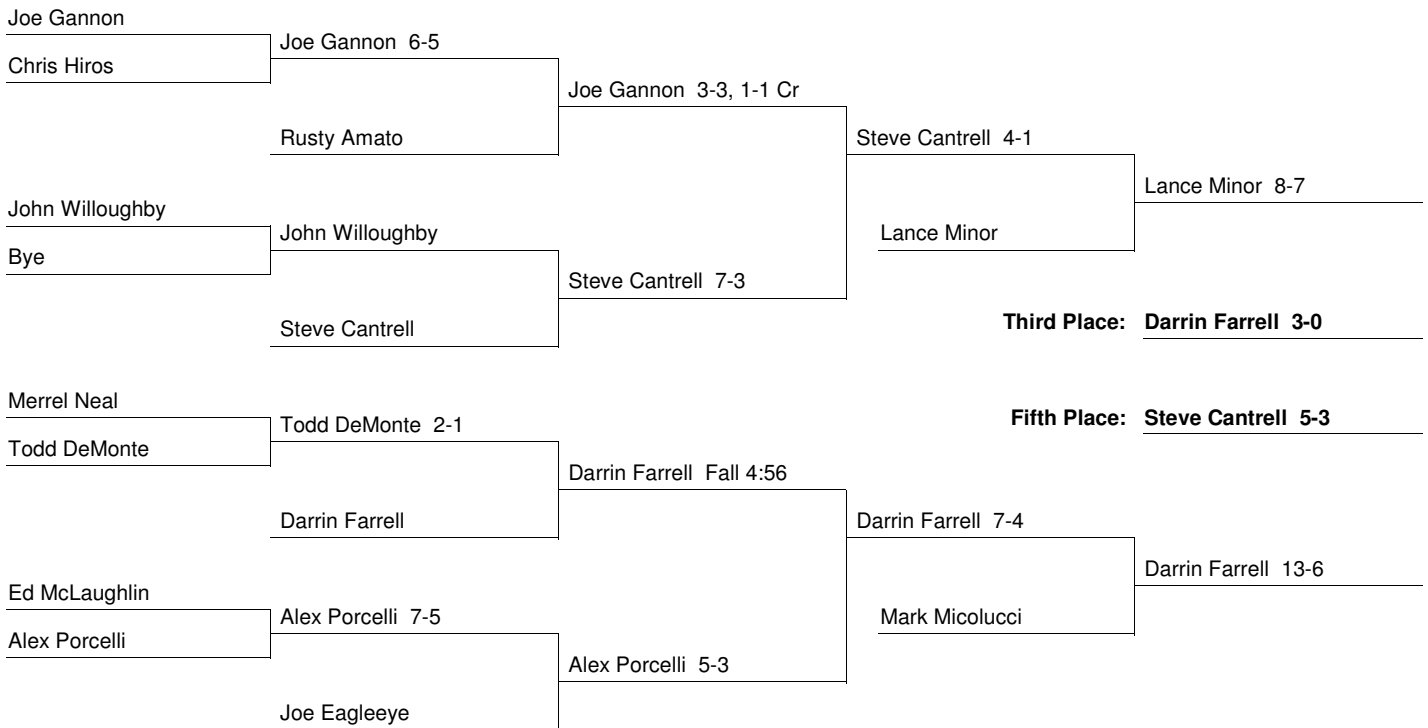 Joe Gannon
Joe Gannon 6-5
Chris Hiros
Joe Gannon 3-3, 1-1 Cr
Rusty Amato
Steve Cantrell 4-1
Lance Minor 8-7
John Willoughby
John Willoughby
Lance Minor
Bye
Steve Cantrell 7-3
Steve Cantrell
Third Place: Darrin Farrell 3-0
Merrel Neal
Todd DeMonte 2-1
Fifth Place: Steve Cantrell 5-3
Todd DeMonte
Darrin Farrell Fall 4:56
Darrin Farrell
Darrin Farrell 7-4
Darrin Farrell 13-6
Ed McLaughlin
Alex Porcelli 7-5
Mark Micolucci
Alex Porcelli
Alex Porcelli 5-3
Joe Eagleeye